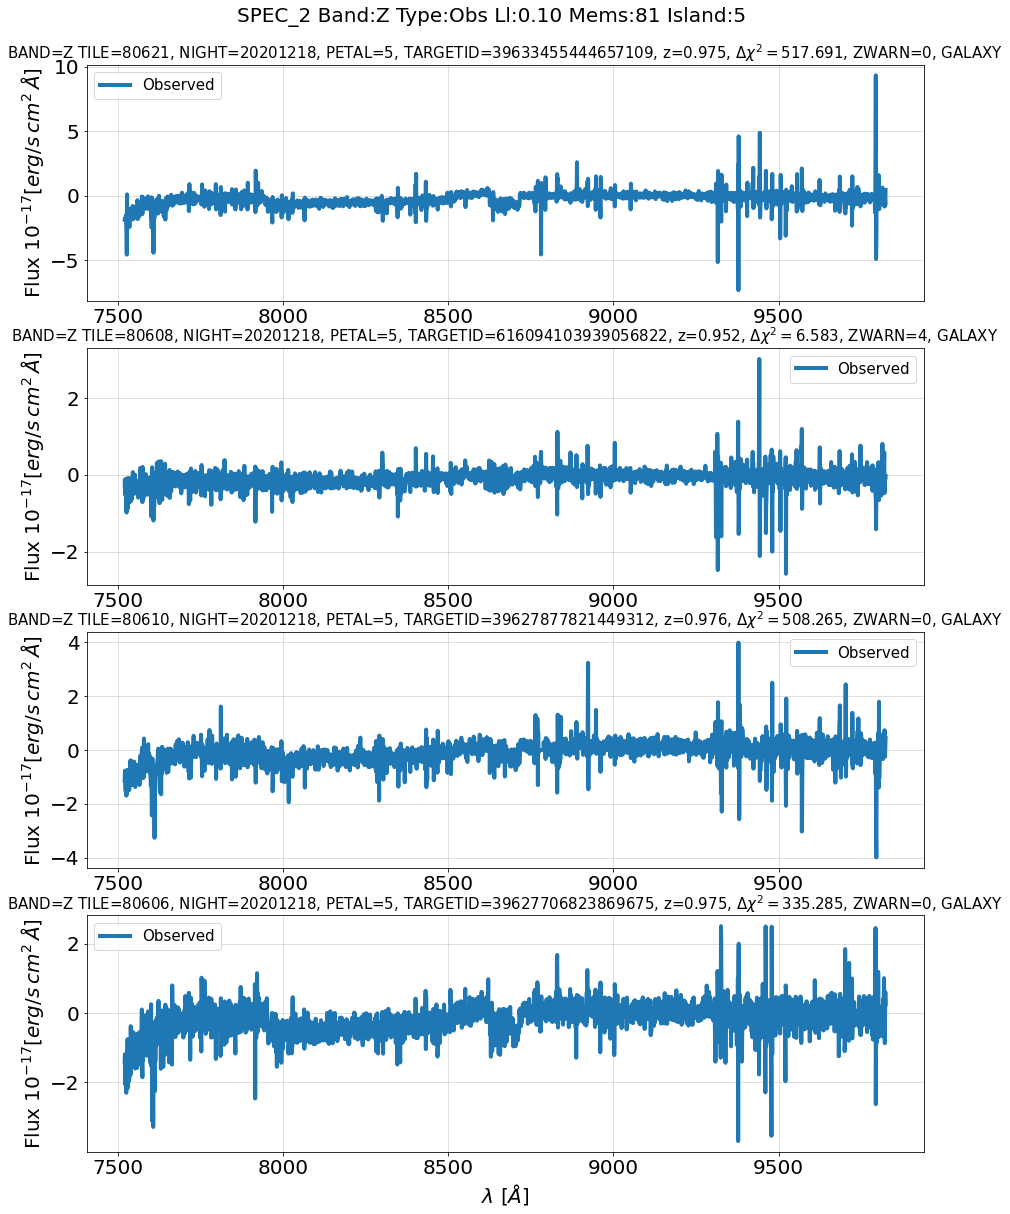 SPEC_2 Band:Z Type:Obs Ll:0.10 Mems:81 Island:5
BAND=Z TILE=80621, NIGHT=20201218, PETAL=5, TARGETID=39633455444657109, z=0.975, Δχ²=517.691, ZWARN=0, GALAXY
Flux 10⁻¹⁷[erg/s cm² Å]
10
5
0
−5
Observed
7500 8000 8500 9000 9500
BAND=Z TILE=80608, NIGHT=20201218, PETAL=5, TARGETID=616094103939056822, z=0.952, Δχ²=6.583, ZWARN=4, GALAXY
Flux 10⁻¹⁷[erg/s cm² Å]
2
0
−2
Observed
7500 8000 8500 9000 9500
BAND=Z TILE=80610, NIGHT=20201218, PETAL=5, TARGETID=39627877821449312, z=0.976, Δχ²=508.265, ZWARN=0, GALAXY
Flux 10⁻¹⁷[erg/s cm² Å]
4
2
0
−2
−4
Observed
7500 8000 8500 9000 9500
BAND=Z TILE=80606, NIGHT=20201218, PETAL=5, TARGETID=39627706823869675, z=0.975, Δχ²=335.285, ZWARN=0, GALAXY
Flux 10⁻¹⁷[erg/s cm² Å]
2
0
−2
Observed
7500 8000 8500 9000 9500
λ [Å]